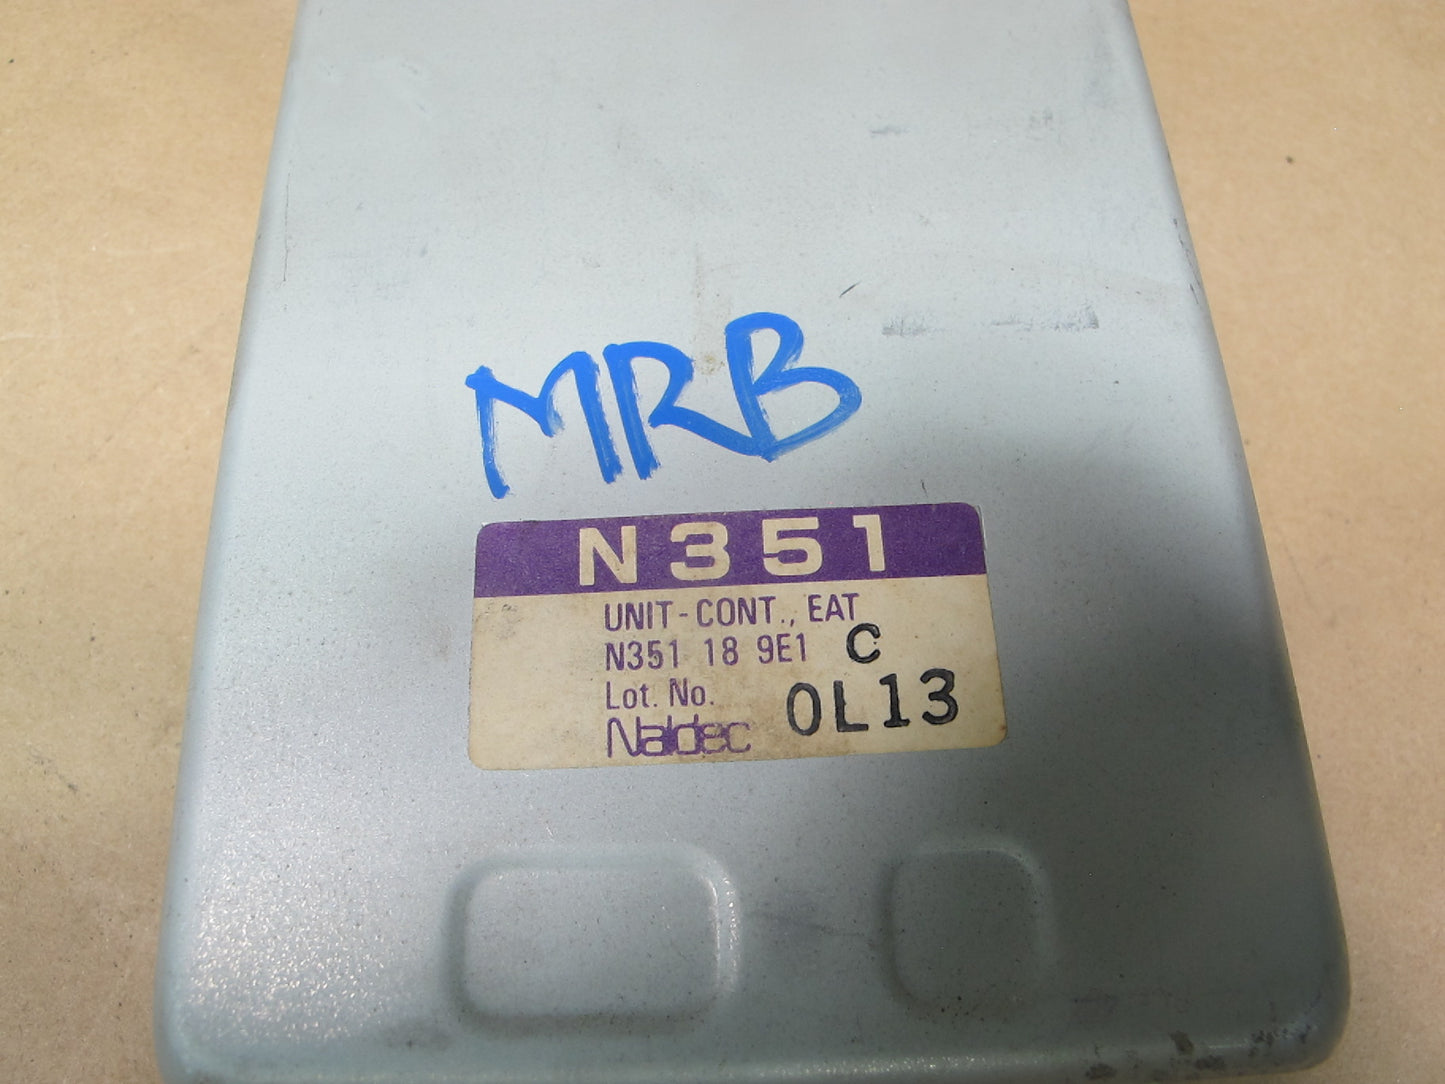 MRB
N351
UNIT-CONT., EAT
N351 18 9E1 C
Lot. No. 0L13
Naldec